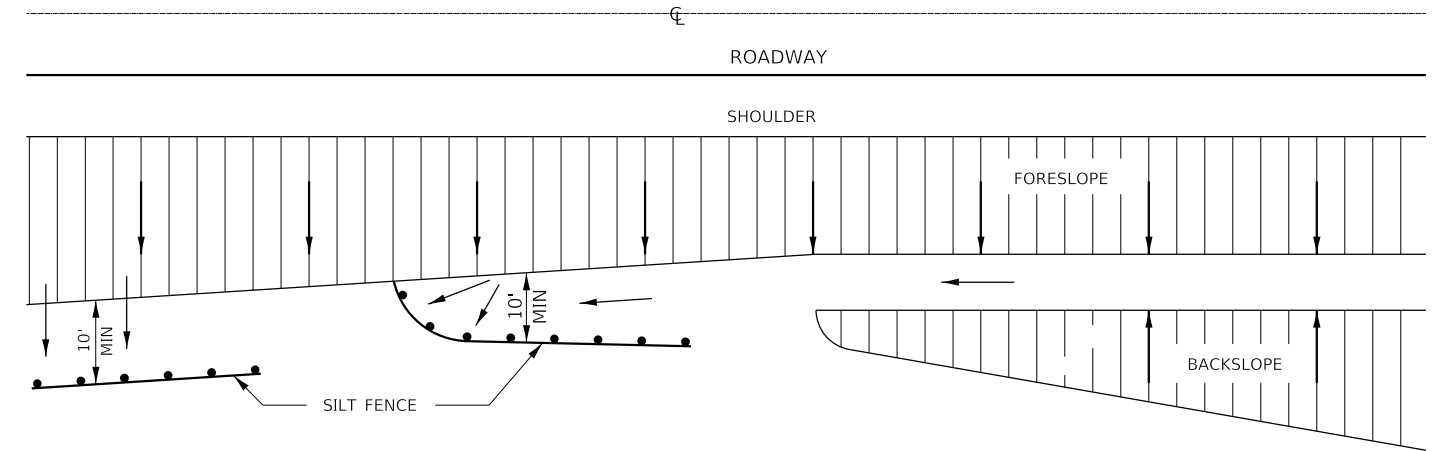 ℄
ROADWAY
SHOULDER
FORESLOPE
10'
MIN
10'
MIN
BACKSLOPE
SILT FENCE